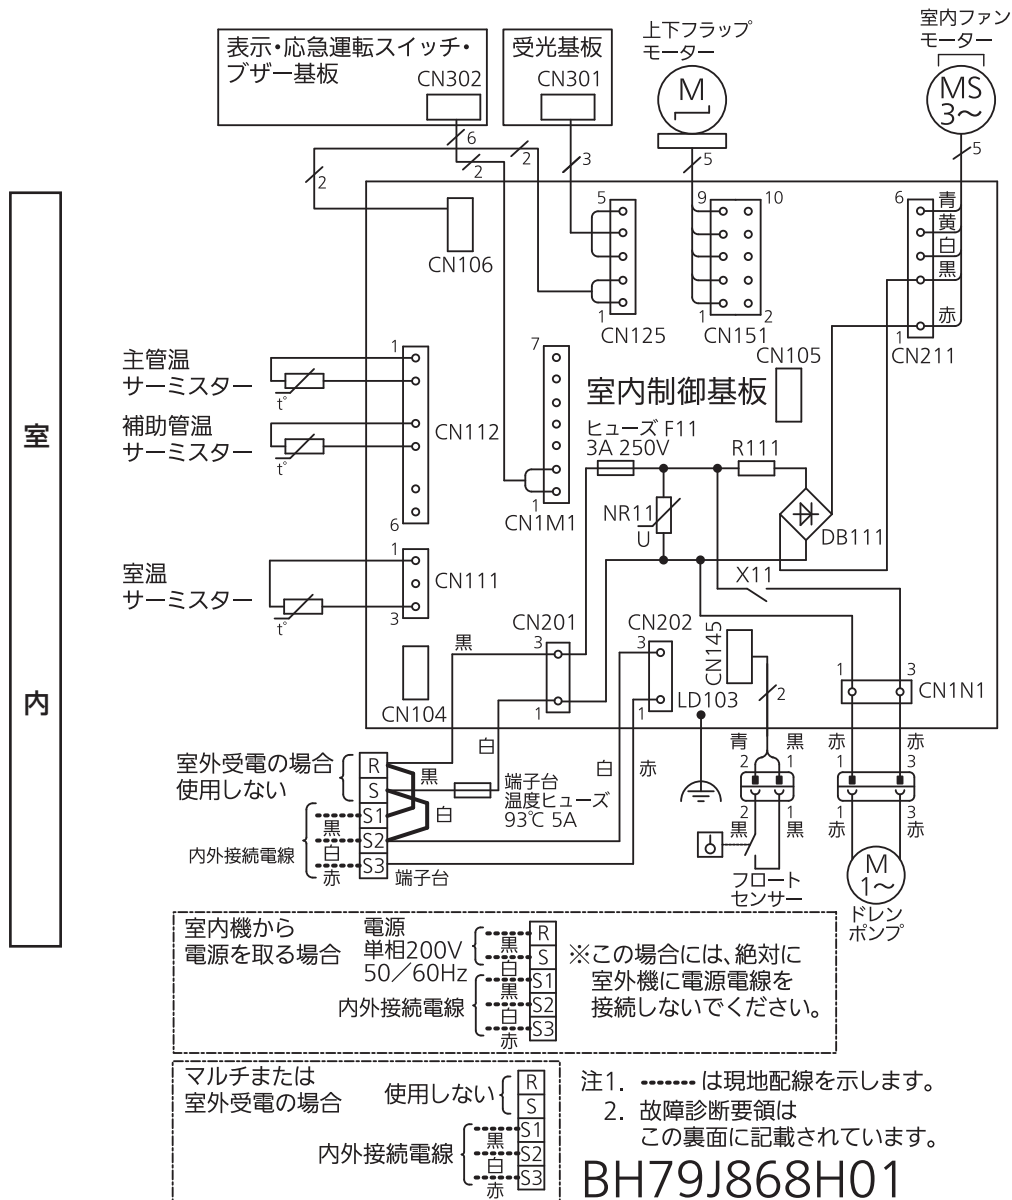 表示・応急運転スイッチ・
ブザー基板
CN302
受光基板
CN301
上下フラップ
モーター
M
室内ファン
モーター
MS
3〜
6
2
2
2
3
5
5
室
内
CN106
5
1
CN125
9
10
1
2
CN151
6
青
黄
白
黒
赤
1
CN211
主管温
サーミスター
t°
補助管温
サーミスター
t°
1
6
CN112
7
1
CN1M1
室内制御基板
CN105
ヒューズ F11
3A 250V
R111
NR11
U
DB111
X11
室温
サーミスター
t°
1
3
CN111
CN104
黒
CN201
3
1
CN202
3
1
CN145
2
LD103
1
3
CN1N1
室外受電の場合
使用しない
R
S
S1
S2
S3
黒
白
白
端子台
温度ヒューズ
93℃ 5A
白
赤
内外接続電線
黒
白
赤
端子台
青
黒
2
1
2
1
黒
黒
フロート
センサー
赤
赤
1
3
1
3
赤
赤
M
1〜
ドレン
ポンプ
室内機から
電源を取る場合
電源
単相200V
50／60Hz
内外接続電線
黒
白
黒
白
赤
R
S
S1
S2
S3
※この場合には、絶対に
室外機に電源電線を
接続しないでください。
マルチまたは
室外受電の場合
使用しない
内外接続電線
黒
白
赤
R
S
S1
S2
S3
注1. は現地配線を示します。
2. 故障診断要領は
この裏面に記載されています。
BH79J868H01